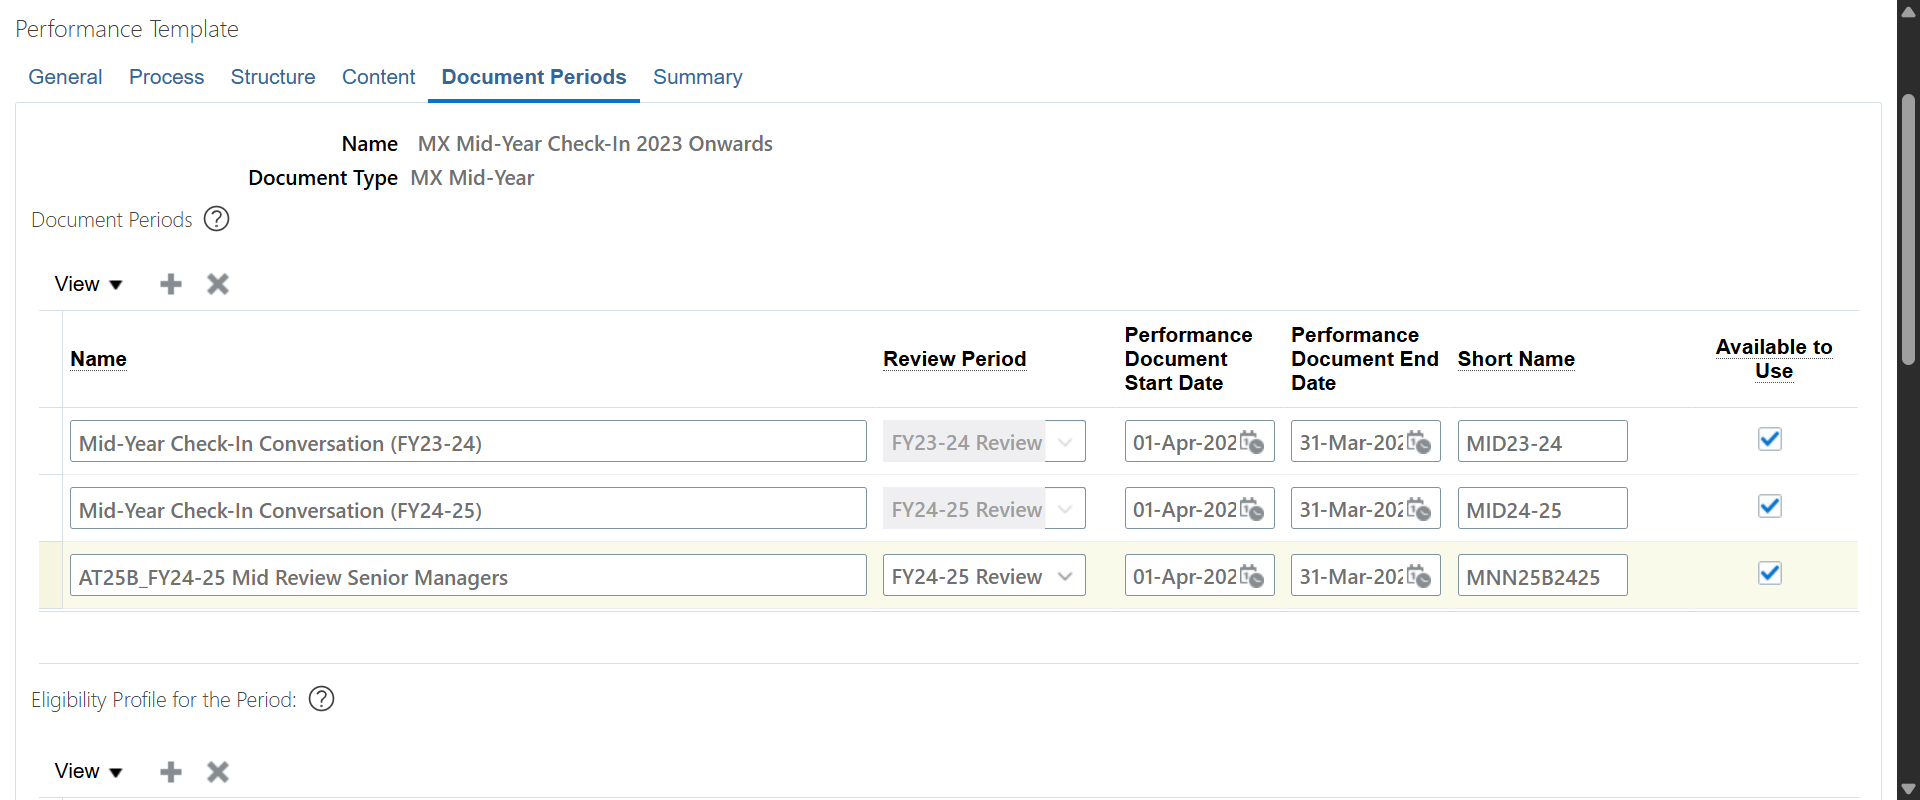 Performance Template
General Process Structure Content Document Periods Summary
Name MX Mid-Year Check-In 2023 Onwards
Document Type MX Mid-Year
Document Periods ?
View
Name Review Period Performance Document Start Date Performance Document End Date Short Name Available to Use
Mid-Year Check-In Conversation (FY23-24) FY23-24 Review 01-Apr-202 31-Mar-202 MID23-24
Mid-Year Check-In Conversation (FY24-25) FY24-25 Review 01-Apr-202 31-Mar-202 MID24-25
AT25B_FY24-25 Mid Review Senior Managers FY24-25 Review 01-Apr-202 31-Mar-202 MNN25B2425
Eligibility Profile for the Period: ?
View